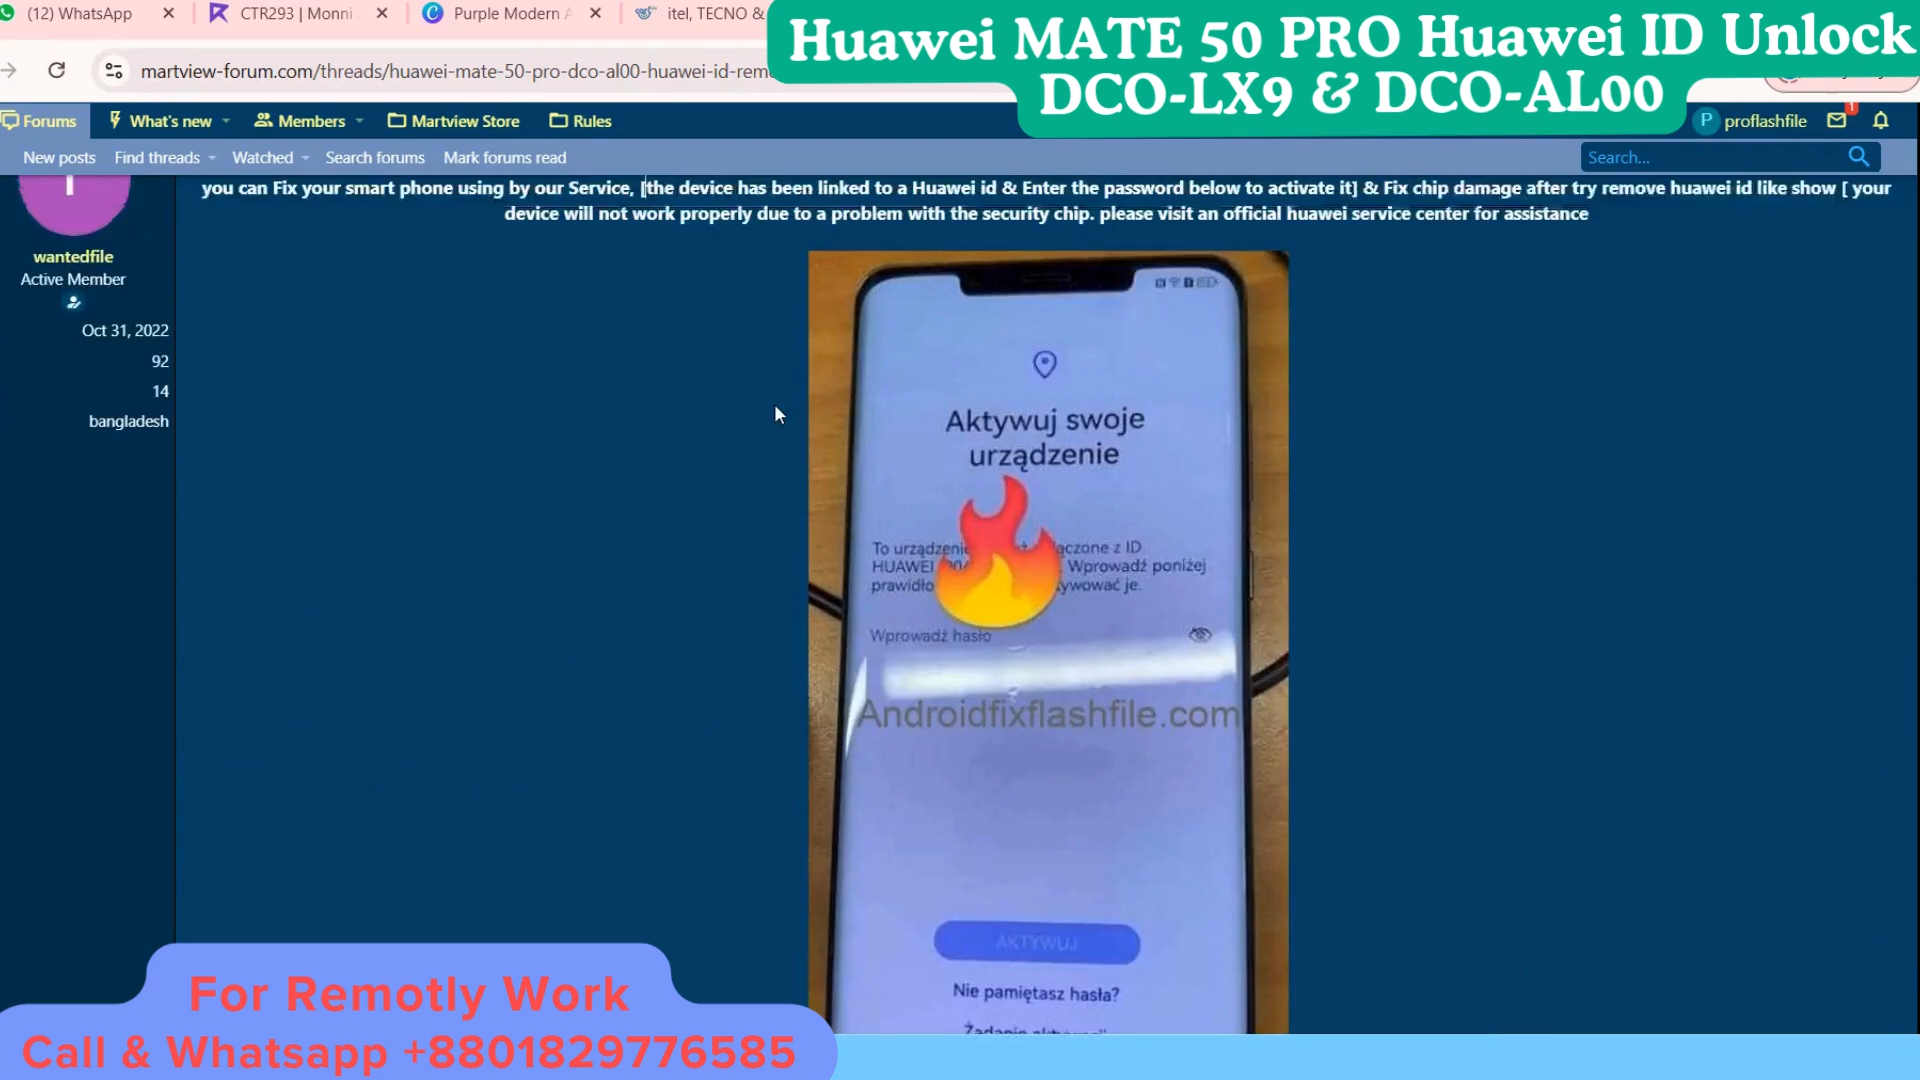 (12) WhatsApp
CTR293 | Monni
Purple Modern
itel, TECNO &
Huawei MATE 50 PRO Huawei ID Unlock
DCO-LX9 & DCO-AL00
martview-forum.com/threads/huawei-mate-50-pro-dco-al00-huawei-id-rem
Forums
What's new
Members
Martview Store
Rules
P
proflashfile
1
New posts
Find threads
Watched
Search forums
Mark forums read
Search...
you can Fix your smart phone using by our Service, [the device has been linked to a Huawei id & Enter the password below to activate it] & Fix chip damage after try remove huawei id like show [ your
device will not work properly due to a problem with the security chip. please visit an official huawei service center for assistance
wantedfile
Active Member
Oct 31, 2022
92
14
bangladesh
Aktywuj swoje
urządzenie
To z ID
HUAWEI Wprowadź poniżej
je.
Wprowadź hasło
Androidfixflashfile.com
AKTYWUJ
Nie pamiętasz hasła?
For Remotly Work
Call & Whatsapp +8801829776585